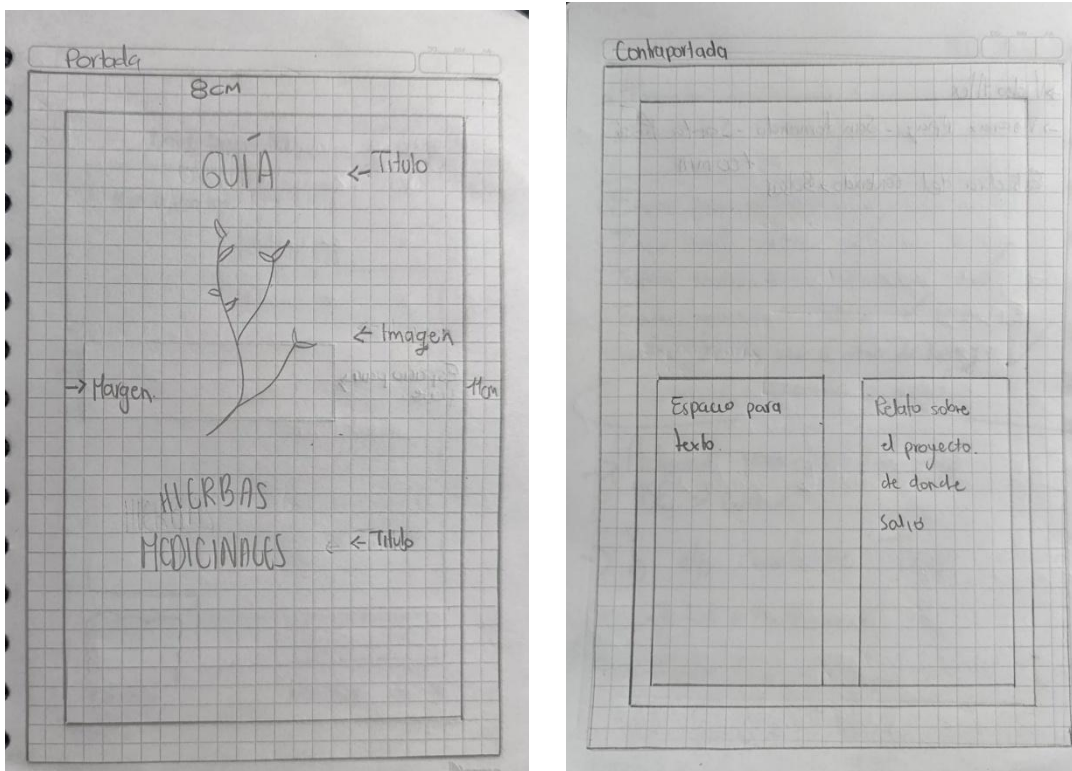 Portada
8cm
GUÍA
← Titulo
← Imagen
→ Margen.
11cm
HIERBAS
MEDICINALES
← Titulo
Contraportada
Espacio para
texto.
Relato sobre
el proyecto.
de donde
salió